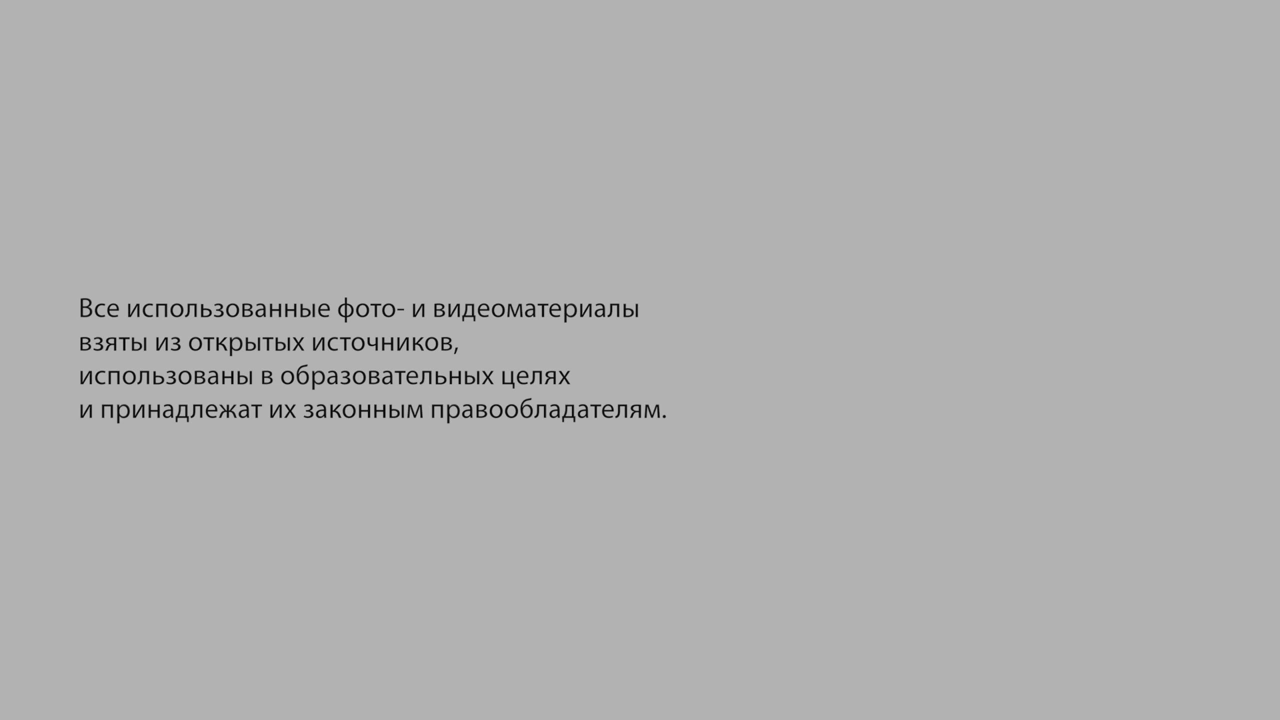 Все использованные фото- и видеоматериалы
взяты из открытых источников,
использованы в образовательных целях
и принадлежат их законным правообладателям.